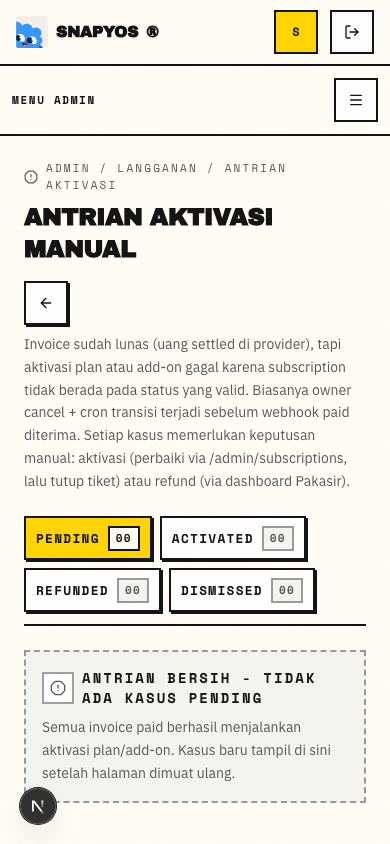 SNAPYOS ®
S
MENU ADMIN
ADMIN / LANGGANAN / ANTRIAN
AKTIVASI
ANTRIAN AKTIVASI
MANUAL
Invoice sudah lunas (uang settled di provider), tapi
aktivasi plan atau add-on gagal karena subscription
tidak berada pada status yang valid. Biasanya owner
cancel + cron transisi terjadi sebelum webhook paid
diterima. Setiap kasus memerlukan keputusan
manual: aktivasi (perbaiki via /admin/subscriptions,
lalu tutup tiket) atau refund (via dashboard Pakasir).
PENDING 00 ACTIVATED 00
REFUNDED 00 DISMISSED 00
ANTRIAN BERSIH - TIDAK
ADA KASUS PENDING
Semua invoice paid berhasil menjalankan
aktivasi plan/add-on. Kasus baru tampil di sini
setelah halaman dimuat ulang.
N